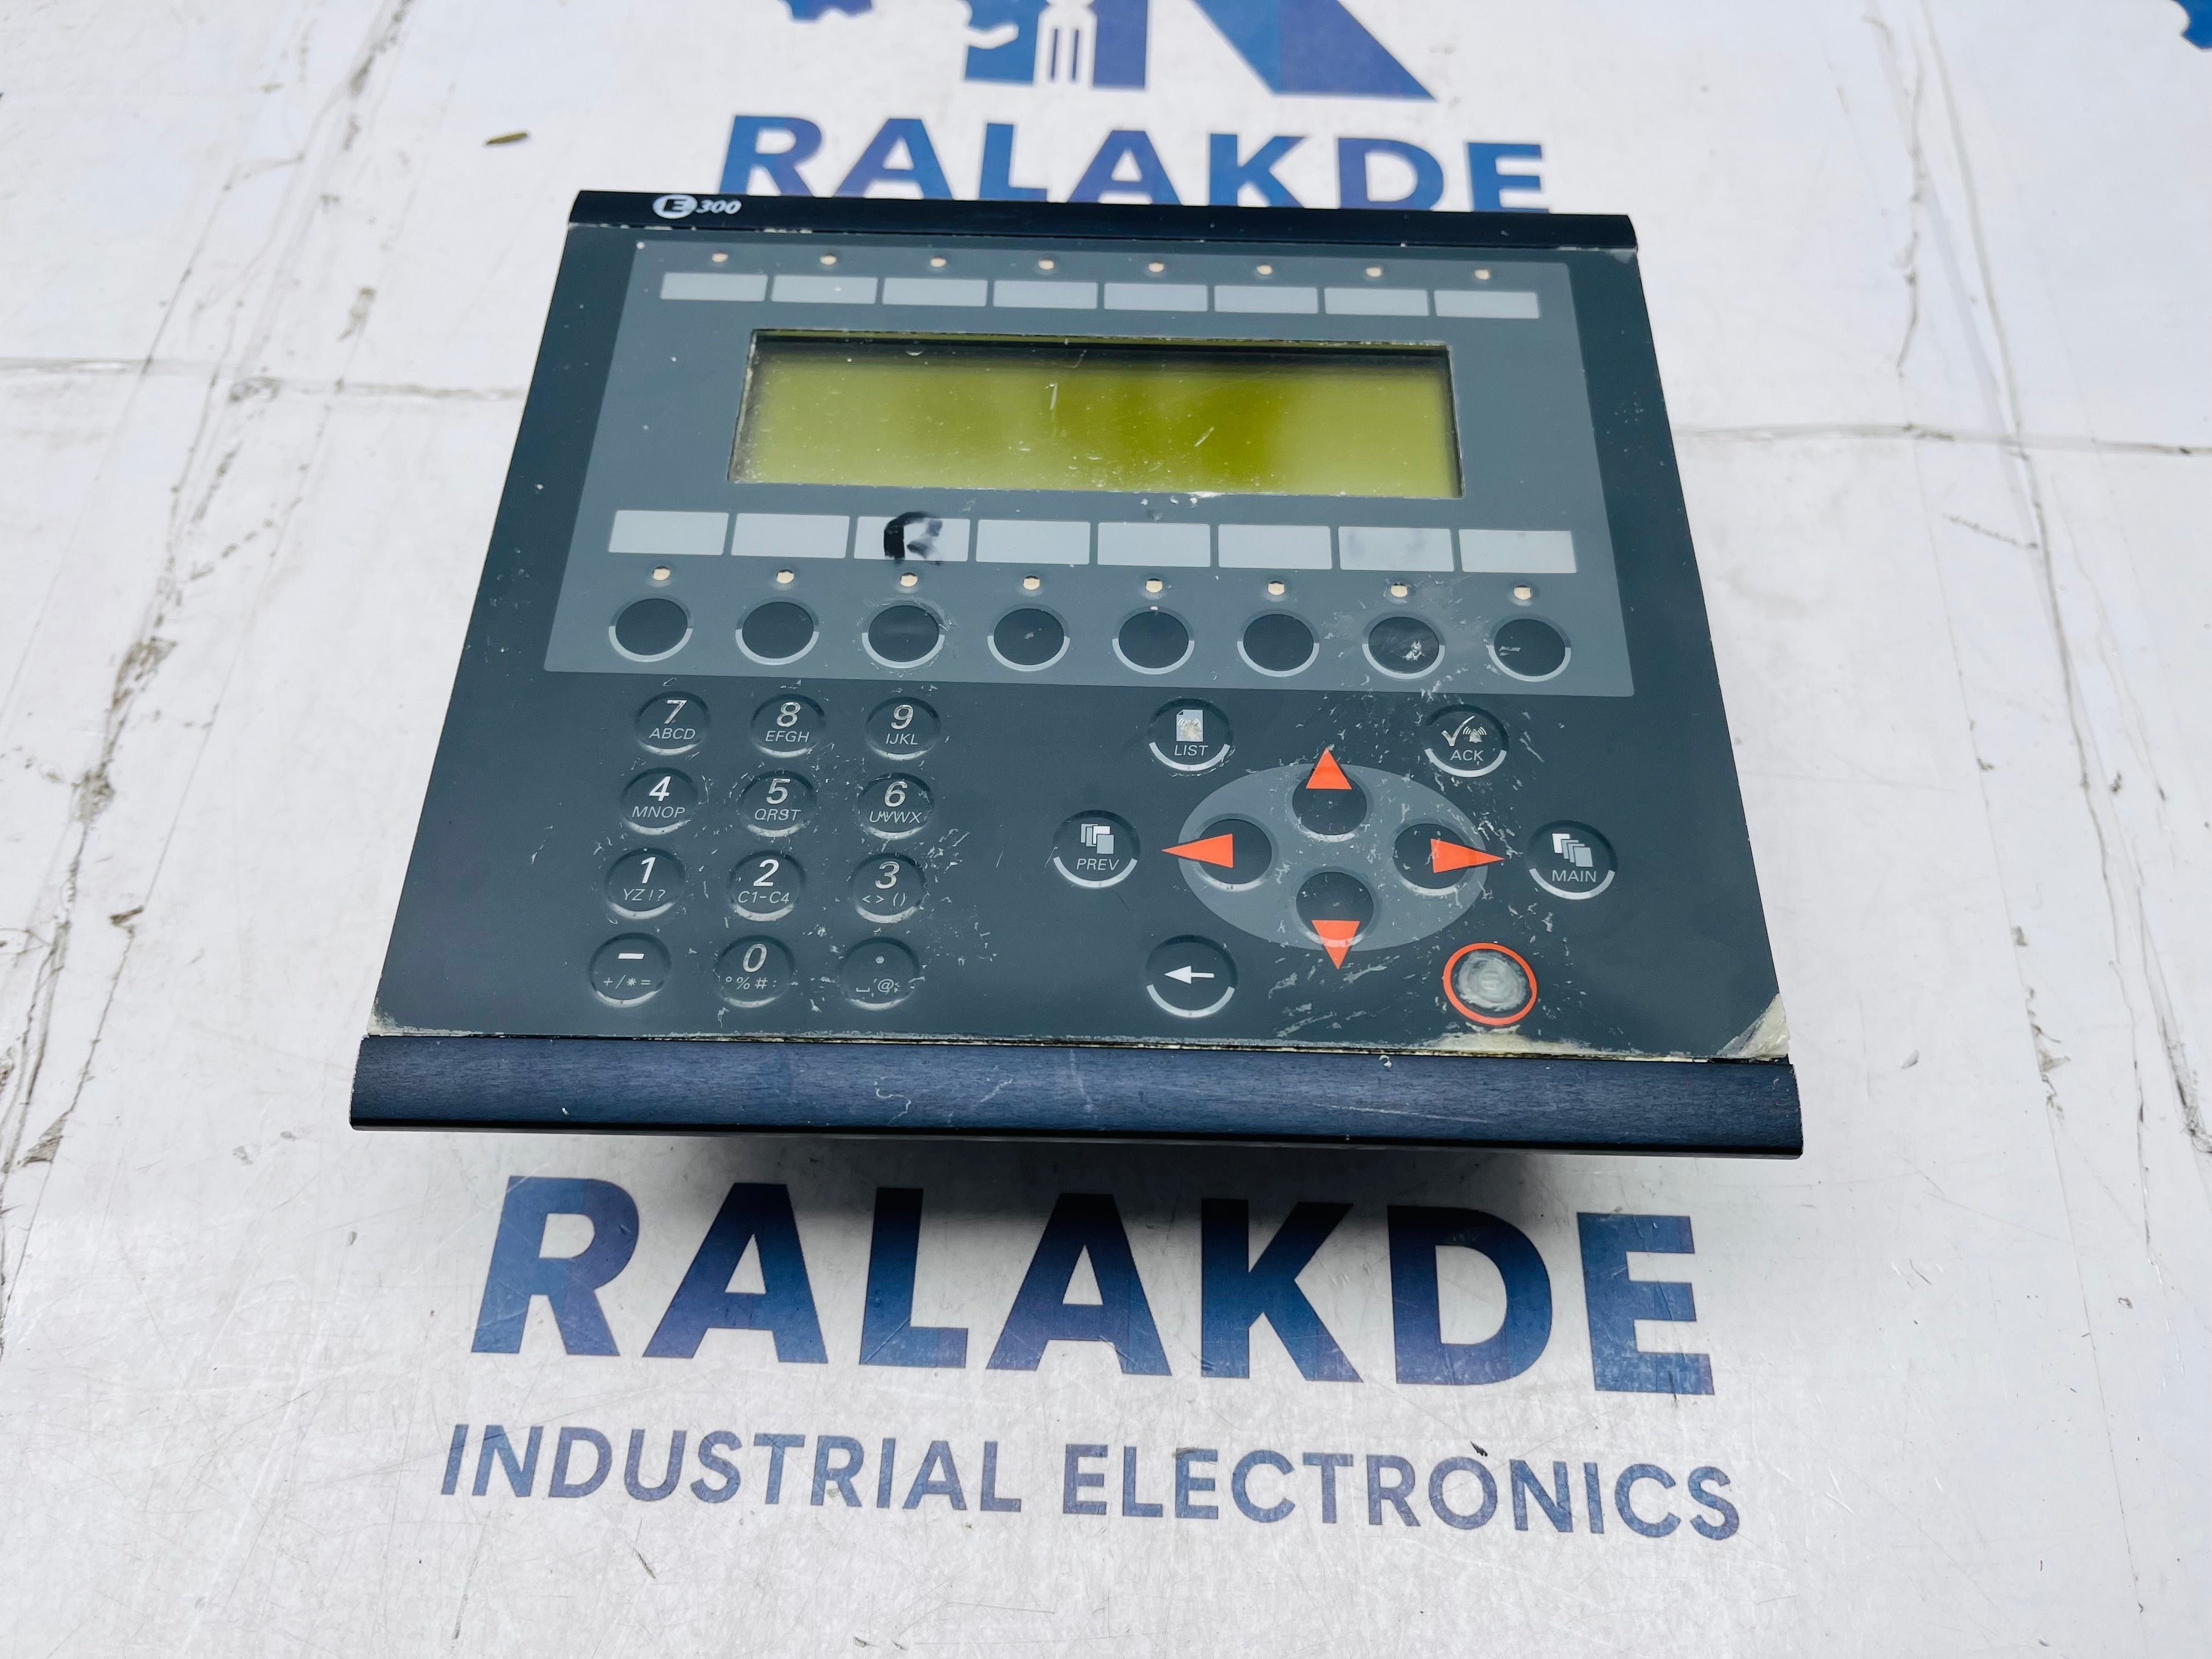 RALAKDE
E300
R
7 8 9
ABCD EFGH IJKL
LIST
ACK
4 5 6
MNOP QRST UVWX
PREV
MAIN
1 2 3
YZ!? C1-C4 <>()
- 0 .
+/*= °%#:
RALAKDE
INDUSTRIAL ELECTRONICS